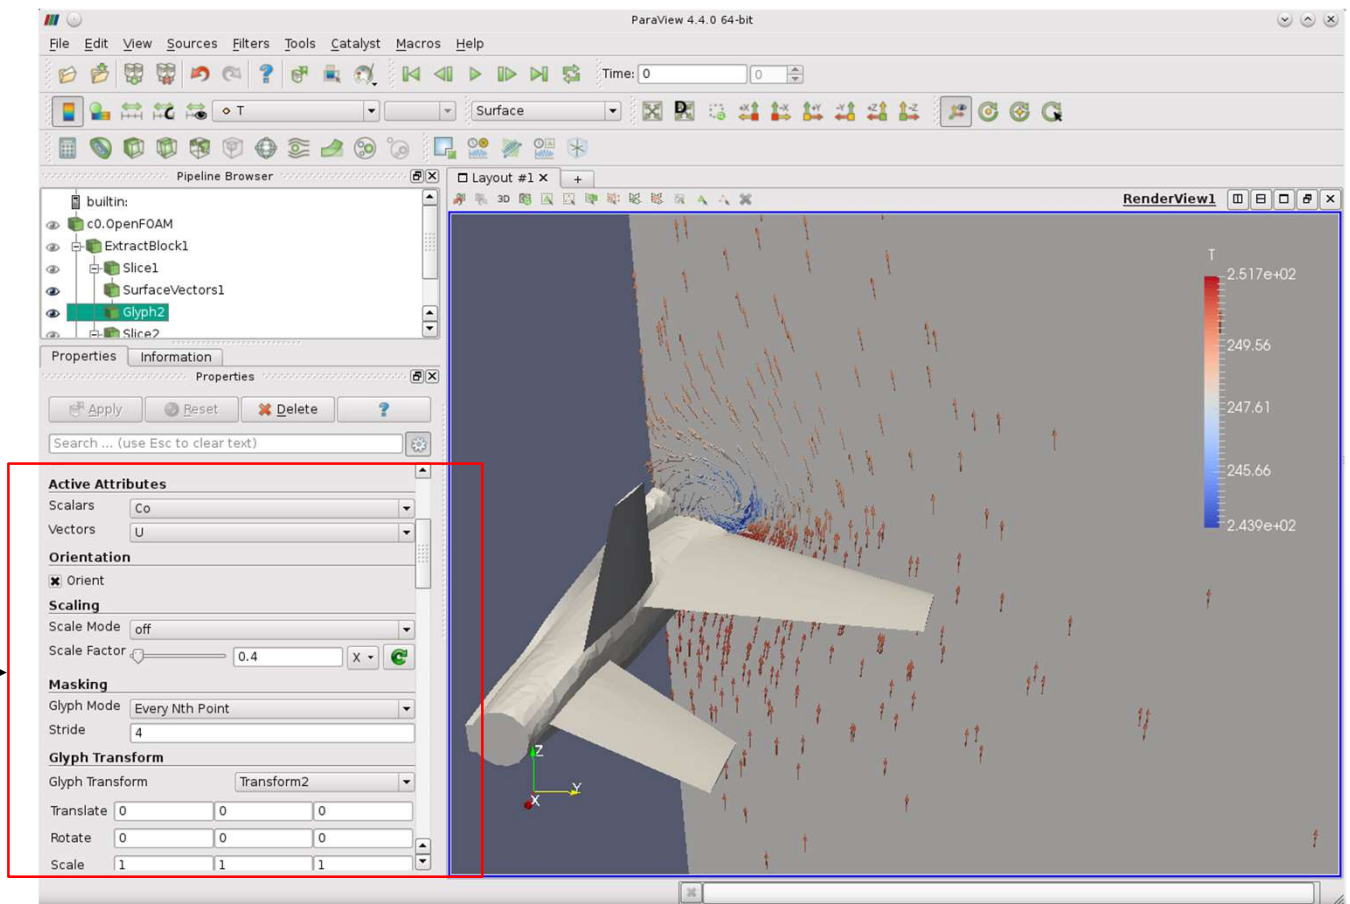 ParaView 4.4.0 64-bit
File Edit View Sources Filters Tools Catalyst Macros Help
Time: 0 0
T Surface
Pipeline Browser
Layout #1 × +
builtin:
3D RenderView1
c0.OpenFOAM
ExtractBlock1
Slice1
SurfaceVectors1
Glyph2
Slice2
T
2.517e+02
249.56
247.61
245.66
2.439e+02
Properties Information
Properties
Apply Reset Delete ?
Search ... (use Esc to clear text)
Active Attributes
Scalars Co
Vectors U
Orientation
Orient
Scaling
Scale Mode off
Scale Factor 0.4 X
Masking
Glyph Mode Every Nth Point
Stride 4
Glyph Transform
Glyph Transform Transform2
Translate 0 0 0
Rotate 0 0 0
Scale 1 1 1
Z
Y
X